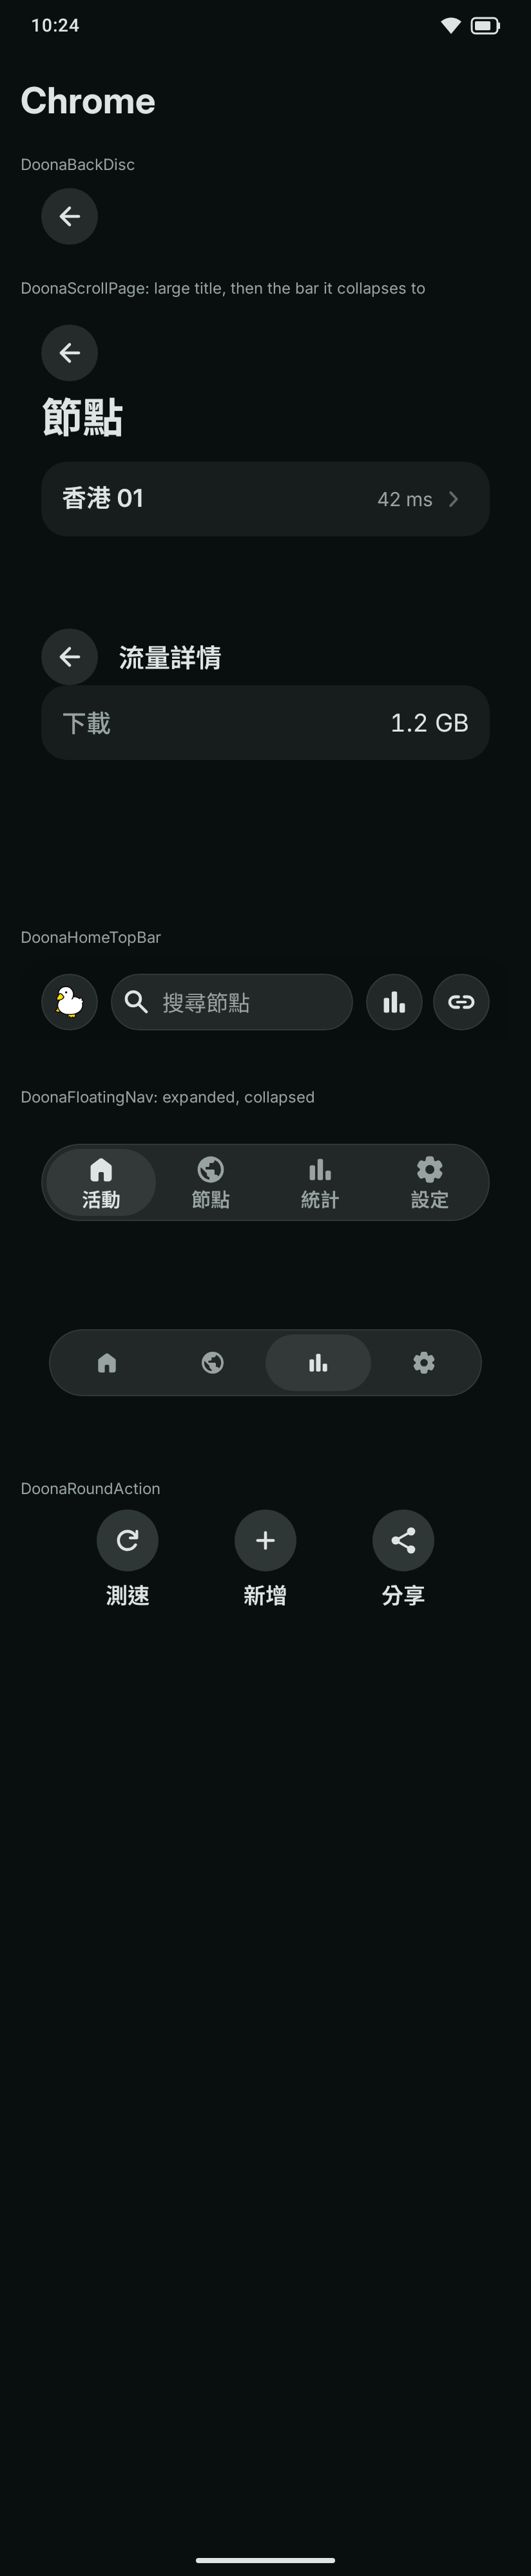 10:24
Chrome
DoonaBackDisc
DoonaScrollPage: large title, then the bar it collapses to
節點
香港 01
42 ms
流量詳情
下載
1.2 GB
DoonaHomeTopBar
搜尋節點
DoonaFloatingNav: expanded, collapsed
活動
節點
統計
設定
DoonaRoundAction
測速
新增
分享